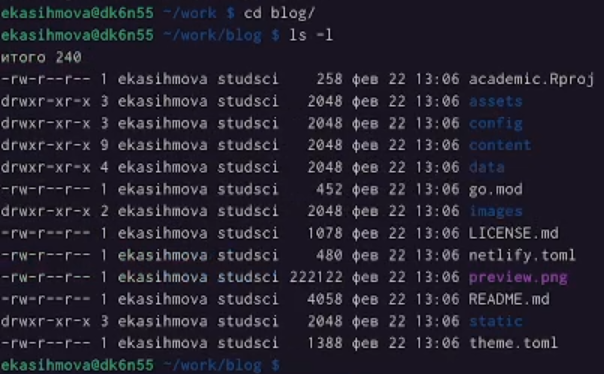 ekasihmova@dk6n55 ~/work $ cd blog/
ekasihmova@dk6n55 ~/work/blog $ ls -l
итого 240
-rw-r--r-- 1 ekasihmova studsci    258 фев 22 13:06 academic.Rproj
drwxr-xr-x 3 ekasihmova studsci   2048 фев 22 13:06 assets
drwxr-xr-x 3 ekasihmova studsci   2048 фев 22 13:06 config
drwxr-xr-x 9 ekasihmova studsci   2048 фев 22 13:06 content
drwxr-xr-x 4 ekasihmova studsci   2048 фев 22 13:06 data
-rw-r--r-- 1 ekasihmova studsci    452 фев 22 13:06 go.mod
drwxr-xr-x 2 ekasihmova studsci   2048 фев 22 13:06 images
-rw-r--r-- 1 ekasihmova studsci   1078 фев 22 13:06 LICENSE.md
-rw-r--r-- 1 ekasihmova studsci    480 фев 22 13:06 netlify.toml
-rw-r--r-- 1 ekasihmova studsci 222122 фев 22 13:06 preview.png
-rw-r--r-- 1 ekasihmova studsci   4058 фев 22 13:06 README.md
drwxr-xr-x 3 ekasihmova studsci   2048 фев 22 13:06 static
-rw-r--r-- 1 ekasihmova studsci   1388 фев 22 13:06 theme.toml
ekasihmova@dk6n55 ~/work/blog $